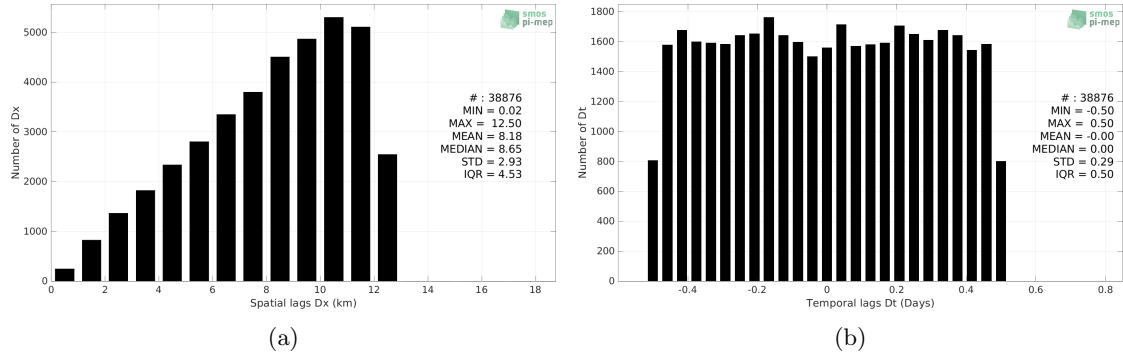 smos
pi-mep
5000
4000
3000
2000
1000
0
Number of Dx
# : 38876
MIN = 0.02
MAX = 12.50
MEAN = 8.18
MEDIAN = 8.65
STD = 2.93
IQR = 4.53
0 2 4 6 8 10 12 14 16 18
Spatial lags Dx (km)
(a)
smos
pi-mep
1800
1600
1400
1200
1000
800
600
400
200
0
Number of Dt
# : 38876
MIN = -0.50
MAX = 0.50
MEAN = -0.00
MEDIAN = 0.00
STD = 0.29
IQR = 0.50
-0.4 -0.2 0 0.2 0.4 0.6 0.8
Temporal lags Dt (Days)
(b)